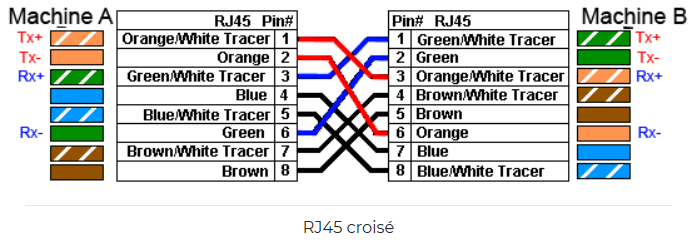 Machine A RJ45 Pin# Pin# RJ45 Machine B
Tx+ Orange/White Tracer 1 1 Green/White Tracer Tx+
Tx- Orange 2 2 Green Tx-
Rx+ Green/White Tracer 3 3 Orange/White Tracer Rx+
Blue 4 4 Brown/White Tracer
Blue/White Tracer 5 5 Brown
Rx- Green 6 6 Orange Rx-
Brown/White Tracer 7 7 Blue
Brown 8 8 Blue/White Tracer
RJ45 croisé